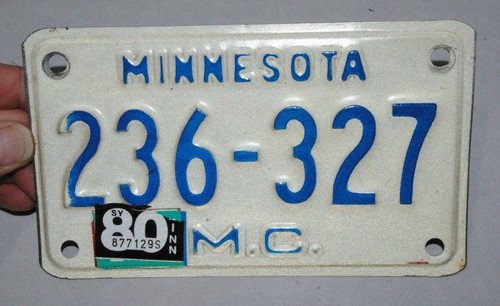 MINNESOTA
236-327
SY
80
877129S
INN
M.C.